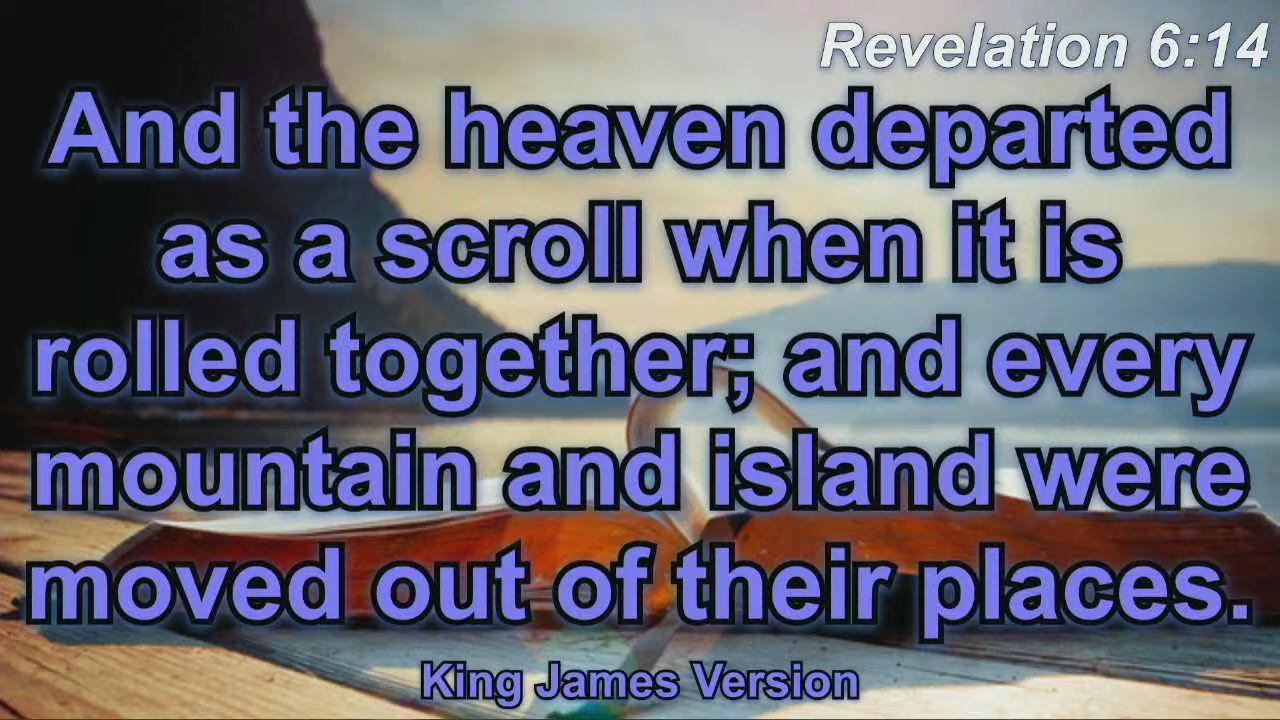 Revelation 6:14
And the heaven departed
as a scroll when it is
rolled together; and every
mountain and island were
moved out of their places.
King James Version